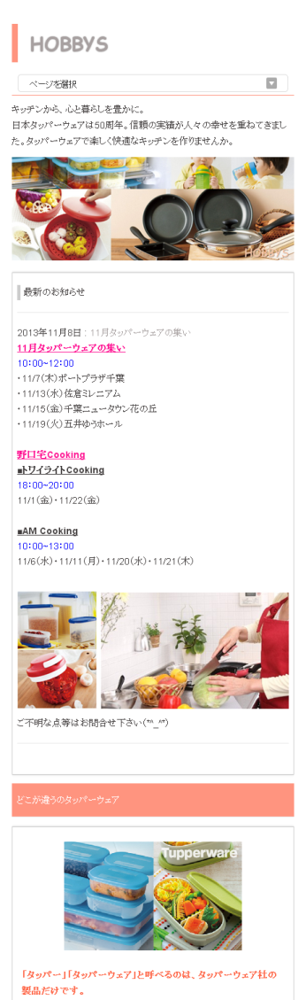 HOBBYS
ページを選択
キッチンから、心と暮らしを豊かに。
日本タッパーウェアは50周年。信頼の実績が人々の幸せを重ねてきまし
た。タッパーウェアで楽しく快適なキッチンを作りませんか。
HOBBYS
最新のお知らせ
2013年11月8日 : 11月タッパーウェアの集い
11月タッパーウェアの集い
10:00~12:00
・11/7(木)ポートプラザ千葉
・11/13(水)佐倉ミレニアム
・11/15(金)千葉ニュータウン花の丘
・11/19(火)五井ゆうホール
野口宅Cooking
■トワイライトCooking
18:00~20:00
11/1(金)・11/22(金)
■AM Cooking
10:00~13:00
11/6(水)・11/11(月)・11/20(水)・11/21(木)
ご不明な点等はお問合せ下さい(*^_^*)
どこが違うのタッパーウェア
Tupperware
「タッパー」「タッパーウェア」と呼べるのは、タッパーウェア社の
製品だけです。